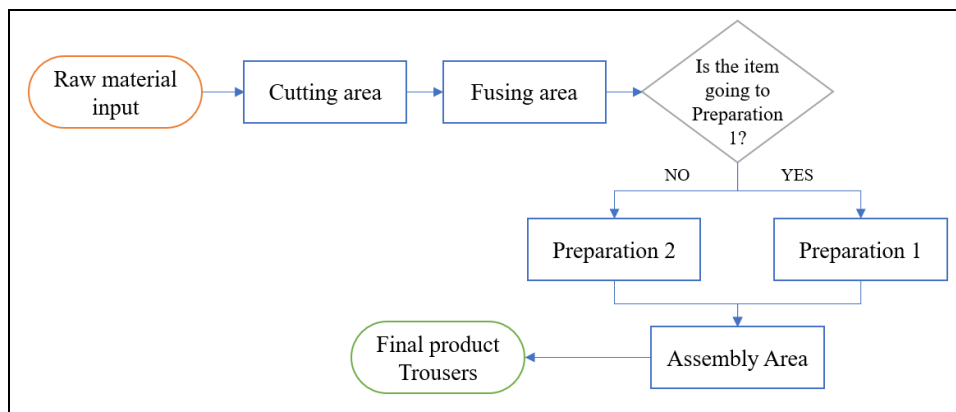 Raw material
input
Cutting area
Fusing area
Is the item
going to
Preparation
1?
NO
YES
Preparation 2
Preparation 1
Final product
Trousers
Assembly Area